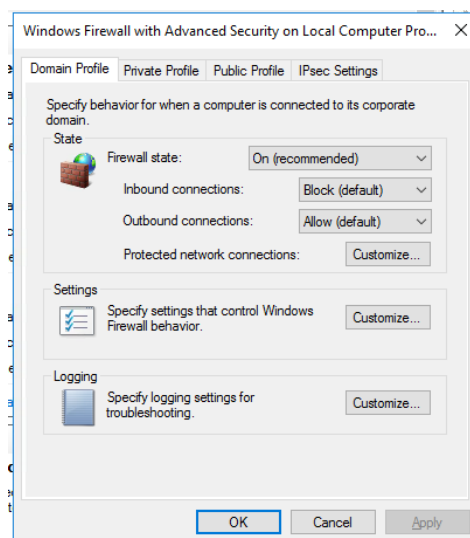 Windows Firewall with Advanced Security on Local Computer Pro...
Domain Profile Private Profile Public Profile IPsec Settings
Specify behavior for when a computer is connected to its corporate
domain.
State
Firewall state: On (recommended)
Inbound connections: Block (default)
Outbound connections: Allow (default)
Protected network connections: Customize...
Settings
Specify settings that control Windows
Firewall behavior.
Customize...
Logging
Specify logging settings for
troubleshooting.
Customize...
OK Cancel Apply